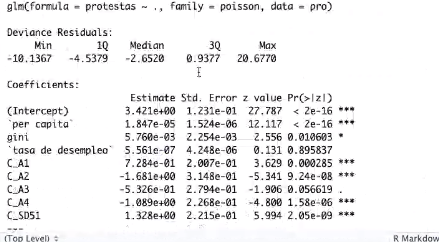 glm(formula = protestas ~ ., family = poisson, data = pro)
Deviance Residuals:
Min 1Q Median 3Q Max
-10.1367 -4.5379 -2.6520 0.9377 20.6770
Coefficients:
Estimate Std. Error z value Pr(>|z|)
(Intercept) 3.421e+00 1.231e-01 27.787 < 2e-16 ***
`per capita` 1.847e-05 1.524e-06 12.117 < 2e-16 ***
gini 5.760e-03 2.254e-03 2.556 0.010603 *
`tasa de desempleo` 5.561e-07 4.248e-06 0.131 0.895837
C_A1 7.284e-01 2.007e-01 3.629 0.000285 ***
C_A2 -1.681e+00 3.148e-01 -5.341 9.24e-08 ***
C_A3 -5.326e-01 2.794e-01 -1.906 0.056619 .
C_A4 -1.089e+00 2.268e-01 -4.800 1.58e-06 ***
C_SD51 1.328e+00 2.215e-01 5.994 2.05e-09 ***
---
(Top Level) R Markdow